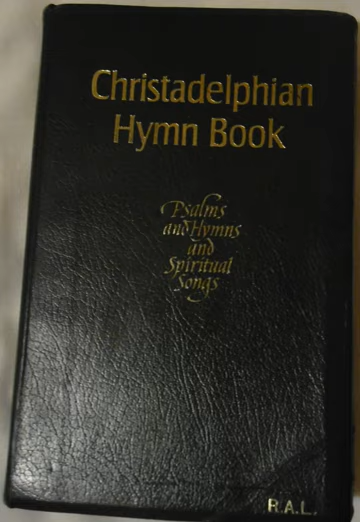 Christadelphian
Hymn Book
Psalms
and Hymns
and
Spiritual
Songs
R.A.L.